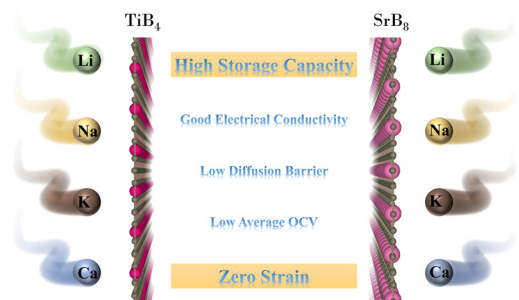 TiB₄ SrB₈
Li High Storage Capacity Li
Na Good Electrical Conductivity Na
K Low Diffusion Barrier K
Low Average OCV
Ca Zero Strain Ca